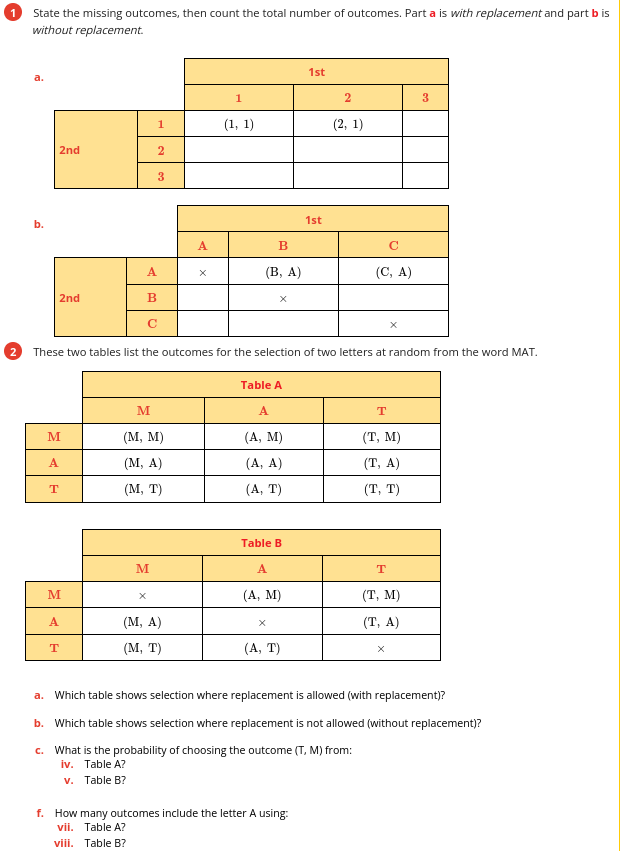 1 State the missing outcomes, then count the total number of outcomes. Part a is with replacement and part b is
without replacement.
a.
1st
1 2 3
1 (1, 1) (2, 1)
2nd 2
3
b.
1st
A B C
A × (B, A) (C, A)
2nd B ×
C ×
2 These two tables list the outcomes for the selection of two letters at random from the word MAT.
Table A
M A T
M (M, M) (A, M) (T, M)
A (M, A) (A, A) (T, A)
T (M, T) (A, T) (T, T)
Table B
M A T
M × (A, M) (T, M)
A (M, A) × (T, A)
T (M, T) (A, T) ×
a. Which table shows selection where replacement is allowed (with replacement)?
b. Which table shows selection where replacement is not allowed (without replacement)?
c. What is the probability of choosing the outcome (T, M) from:
iv. Table A?
v. Table B?
f. How many outcomes include the letter A using:
vii. Table A?
viii. Table B?